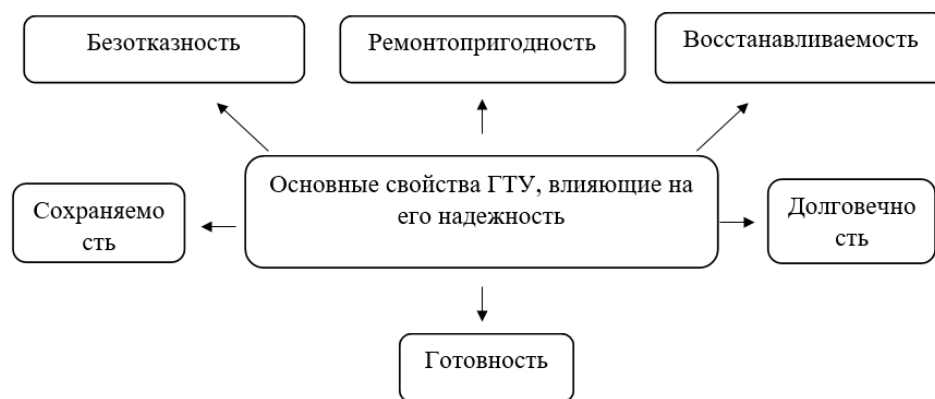 Безотказность
Ремонтопригодность
Восстанавливаемость
Основные свойства ГТУ, влияющие на
его надежность
Сохраняемо
сть
Долговечно
сть
Готовность